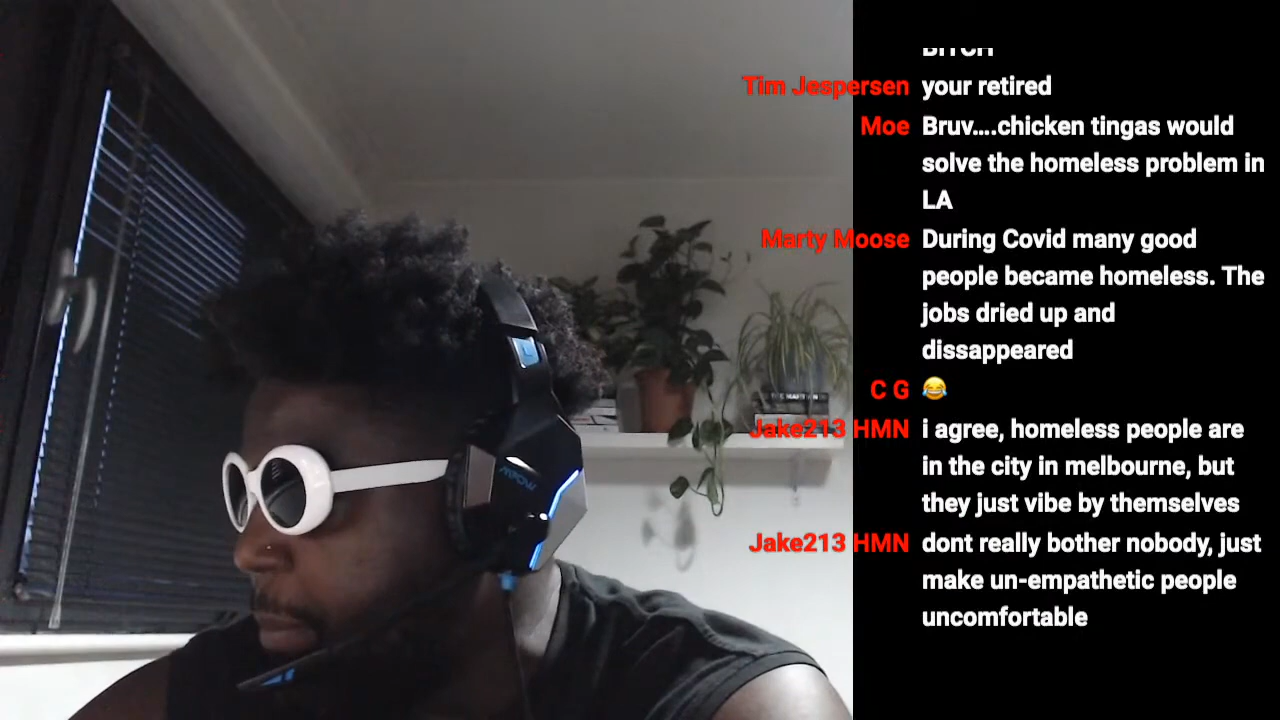 BITCH
Tim Jespersen your retired
Moe Bruv....chicken tingas would
solve the homeless problem in
LA
Marty Moose During Covid many good
people became homeless. The
jobs dried up and
dissappeared
C G 😂
Jake213 HMN i agree, homeless people are
in the city in melbourne, but
they just vibe by themselves
Jake213 HMN dont really bother nobody, just
make un-empathetic people
uncomfortable